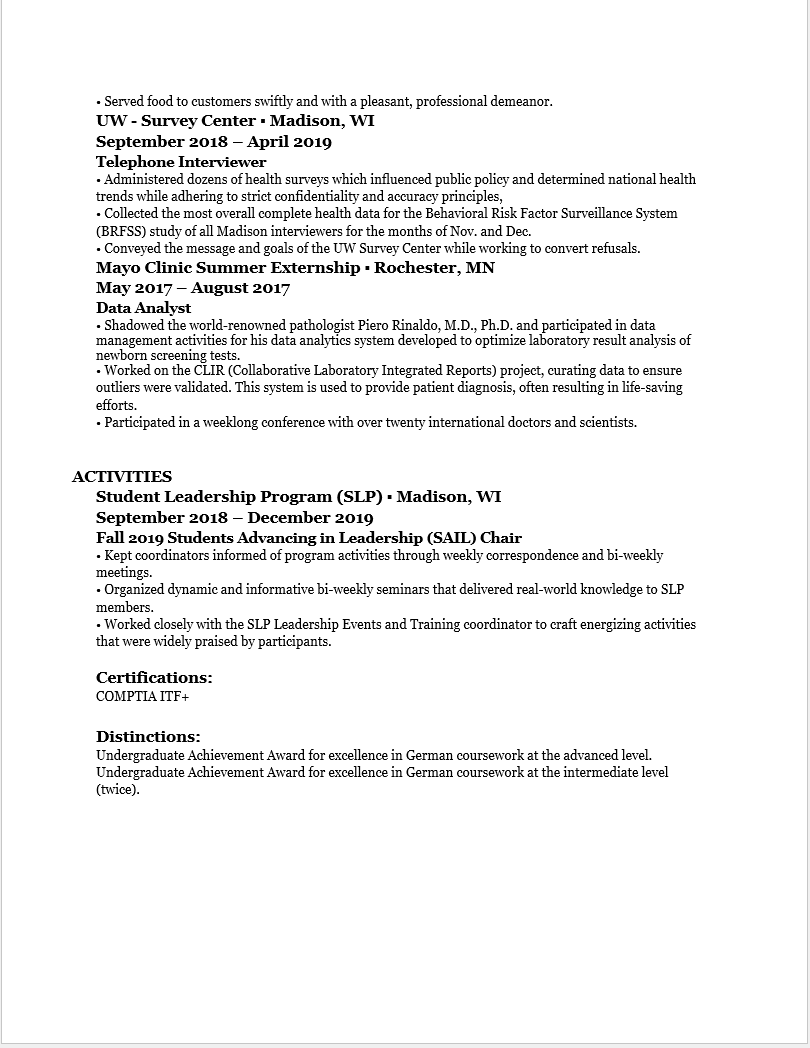 • Served food to customers swiftly and with a pleasant, professional demeanor.
UW - Survey Center ▪ Madison, WI
September 2018 – April 2019
Telephone Interviewer
• Administered dozens of health surveys which influenced public policy and determined national health
trends while adhering to strict confidentiality and accuracy principles,
• Collected the most overall complete health data for the Behavioral Risk Factor Surveillance System
(BRFSS) study of all Madison interviewers for the months of Nov. and Dec.
• Conveyed the message and goals of the UW Survey Center while working to convert refusals.
Mayo Clinic Summer Externship ▪ Rochester, MN
May 2017 – August 2017
Data Analyst
• Shadowed the world-renowned pathologist Piero Rinaldo, M.D., Ph.D. and participated in data
management activities for his data analytics system developed to optimize laboratory result analysis of
newborn screening tests.
• Worked on the CLIR (Collaborative Laboratory Integrated Reports) project, curating data to ensure
outliers were validated. This system is used to provide patient diagnosis, often resulting in life-saving
efforts.
• Participated in a weeklong conference with over twenty international doctors and scientists.
ACTIVITIES
Student Leadership Program (SLP) ▪ Madison, WI
September 2018 – December 2019
Fall 2019 Students Advancing in Leadership (SAIL) Chair
• Kept coordinators informed of program activities through weekly correspondence and bi-weekly
meetings.
• Organized dynamic and informative bi-weekly seminars that delivered real-world knowledge to SLP
members.
• Worked closely with the SLP Leadership Events and Training coordinator to craft energizing activities
that were widely praised by participants.
Certifications:
COMPTIA ITF+
Distinctions:
Undergraduate Achievement Award for excellence in German coursework at the advanced level.
Undergraduate Achievement Award for excellence in German coursework at the intermediate level
(twice).